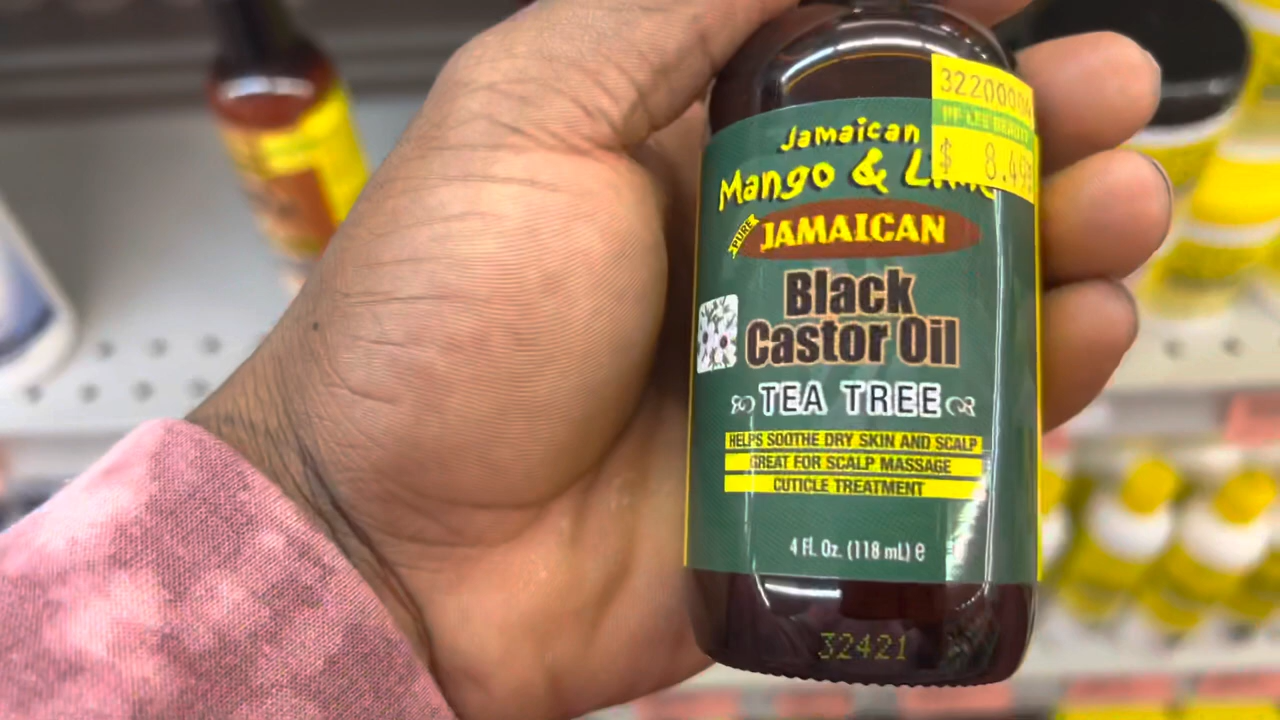 322000
$ 8.49
Jamaican
Mango & Lime
PURE
JAMAICAN
Black
Castor Oil
TEA TREE
HELPS SOOTHE DRY SKIN AND SCALP
GREAT FOR SCALP MASSAGE
CUTICLE TREATMENT
4 FL. Oz. (118 mL) e
32421